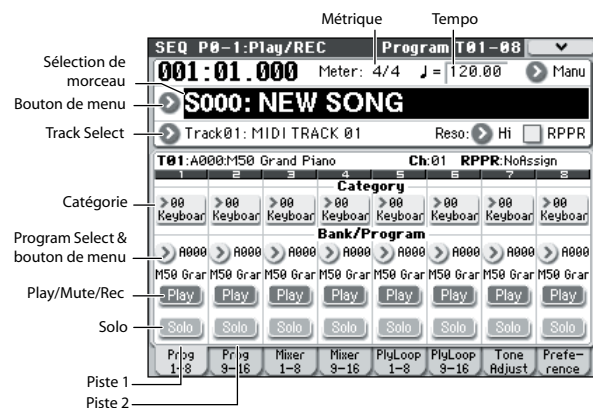 Métrique Tempo
SEQ P0-1:Play/REC Program T01-08
001:01.000 Meter: 4/4 ♩= 120.00 Manu
Sélection de morceau
Bouton de menu S000: NEW SONG
Track Select Track01: MIDI TRACK 01 Reso: Hi RPPR
T01:A000:M50 Grand Piano Ch:01 RPPR:NoAssign
1 2 3 4 5 6 7 8
Category
Catégorie >00 >00 >00 >00 >00 >00 >00 >00
Keyboar Keyboar Keyboar Keyboar Keyboar Keyboar Keyboar Keyboar
Bank/Program
Program Select & bouton de menu A000 A000 A000 A000 A000 A000 A000 A000
M50 Grar M50 Grar M50 Grar M50 Grar M50 Grar M50 Grar M50 Grar M50 Grar
Play/Mute/Rec Play Play Play Play Play Play Play Play
Solo Solo Solo Solo Solo Solo Solo Solo Solo
Prog 1-8 Prog 9-16 Mixer 1-8 Mixer 9-16 PlyLoop 1-8 PlyLoop 9-16 Tone Adjust Prefe-rence
Piste 1
Piste 2